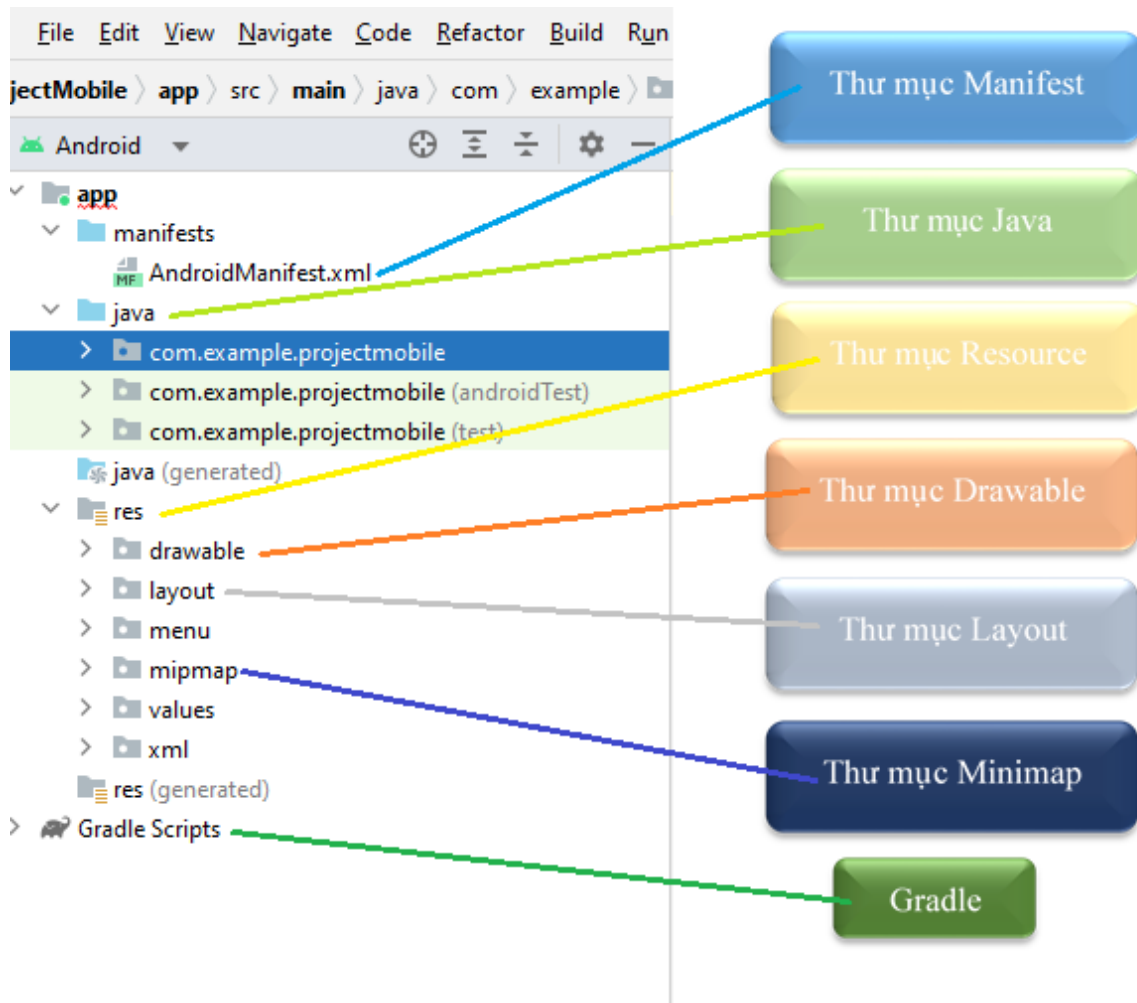 File Edit View Navigate Code Refactor Build Run
jectMobile app src main java com example
Android
app
manifests
MF AndroidManifest.xml
java
com.example.projectmobile
com.example.projectmobile (androidTest)
com.example.projectmobile (test)
java (generated)
res
drawable
layout
menu
mipmap
values
xml
res (generated)
Gradle Scripts
Thư mục Manifest
Thư mục Java
Thư mục Resource
Thư mục Drawable
Thư mục Layout
Thư mục Minimap
Gradle